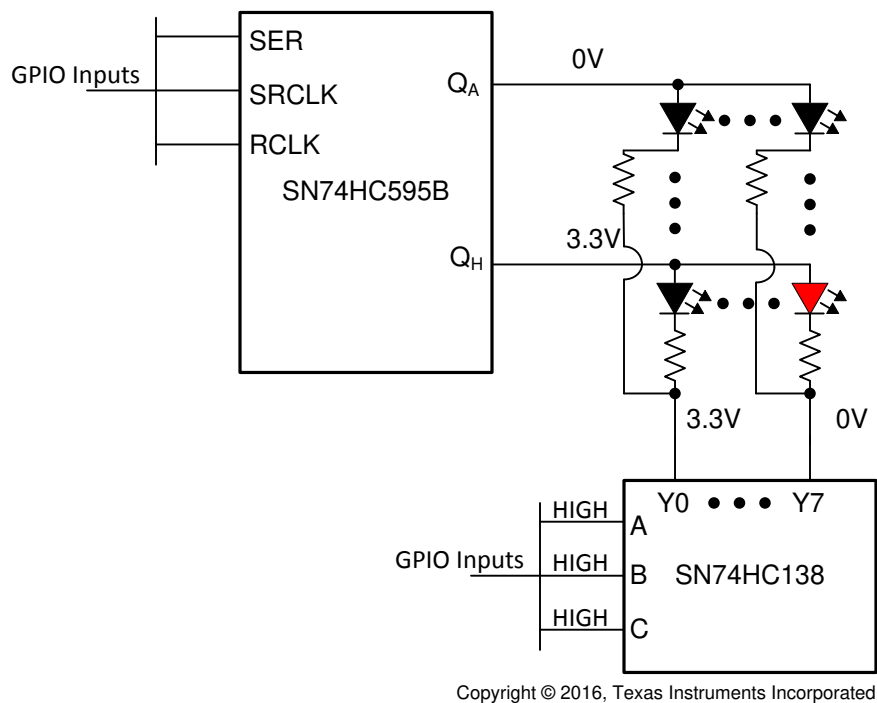 SER
GPIO Inputs
SRCLK
RCLK
SN74HC595B
QA
0V
QH
3.3V
3.3V
0V
Y0
Y7
HIGH
A
GPIO Inputs
HIGH
B
SN74HC138
HIGH
C
Copyright © 2016, Texas Instruments Incorporated